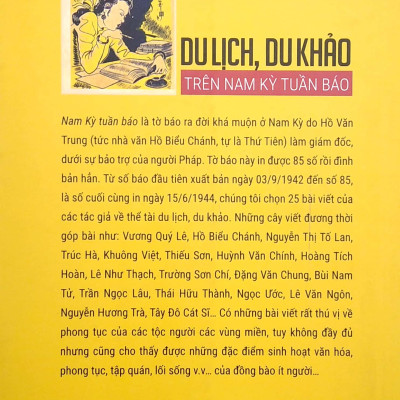 DU LỊCH, DU KHẢO
TRÊN NAM KỲ TUẦN BÁO
Nam Kỳ tuần báo là tờ báo ra đời khá muộn ở Nam Kỳ do Hồ Văn
Trung (tức nhà văn Hồ Biểu Chánh, tự là Thứ Tiên) làm giám đốc,
dưới sự bảo trợ của người Pháp. Tờ báo này in được 85 số rồi đình
bản hẳn. Từ số báo đầu tiên xuất bản ngày 03/9/1942 đến số 85,
là số cuối cùng in ngày 15/6/1944, chúng tôi chọn 25 bài viết của
các tác giả về thể tài du lịch, du khảo. Những cây viết đương thời
góp bài như: Vương Quý Lê, Hồ Biểu Chánh, Nguyễn Thị Tố Lan,
Trúc Hà, Khuông Việt, Thiếu Sơn, Huỳnh Văn Chính, Hoàng Tích
Hoàn, Lê Như Thạch, Trường Sơn Chí, Đặng Văn Chung, Bùi Nam
Tử, Trần Ngọc Lâu, Thái Hữu Thành, Ngọc Ước, Lê Văn Ngôn,
Nguyễn Hương Trà, Tây Đô Cát Sĩ... Có những bài viết rất thú vị về
phong tục của các tộc người các vùng miền, tuy không đầy đủ
nhưng cũng cho thấy được những đặc điểm sinh hoạt văn hóa,
phong tục, tập quán, lối sống v.v... của đồng bào ít người...